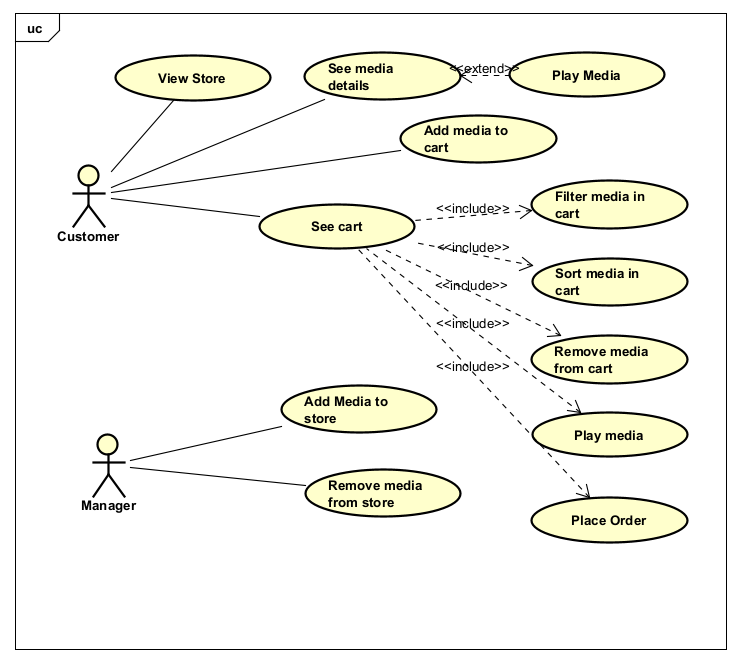 uc
View Store
See media
details
<<extend>>
Play Media
Add media to
cart
Customer
See cart
<<include>>
Filter media in
cart
<<include>>
Sort media in
cart
<<include>>
Remove media
from cart
<<include>>
Play media
<<include>>
Place Order
Add Media to
store
Manager
Remove media
from store